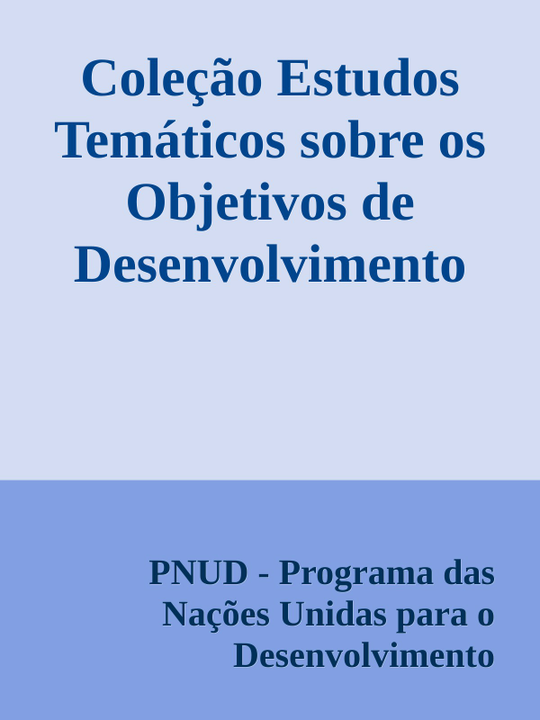 Coleção Estudos
Temáticos sobre os
Objetivos de
Desenvolvimento
PNUD - Programa das
Nações Unidas para o
Desenvolvimento